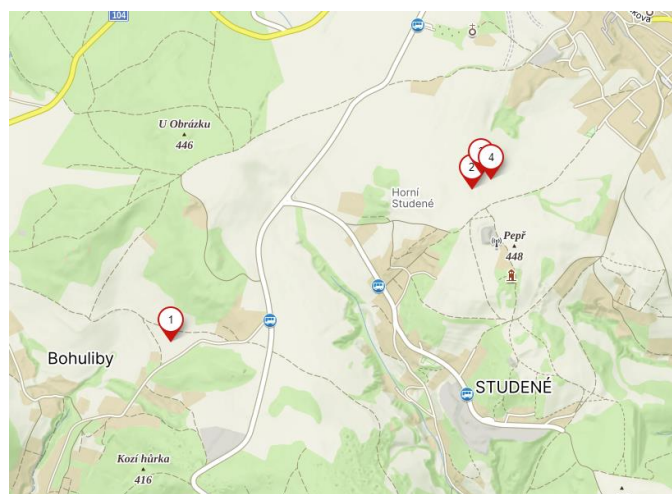 104
U Obrázku
446
2
4
Horní
Studené
Pepř
448
1
Bohuliby
STUDENÉ
Kozí hůrka
416